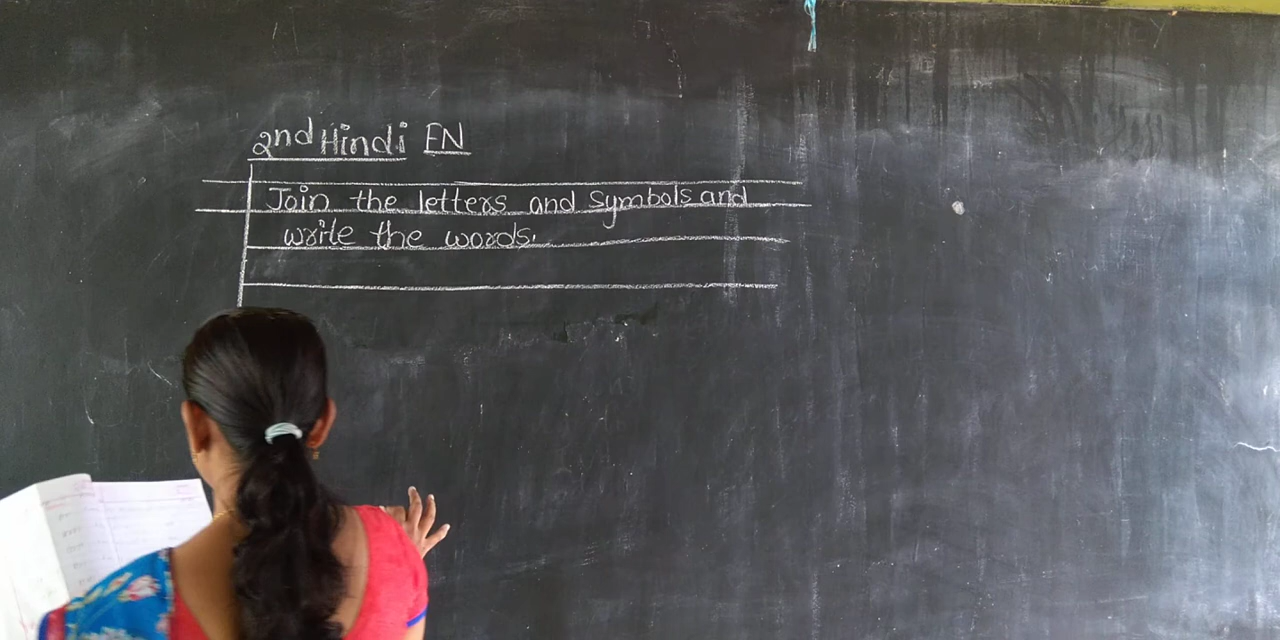 2nd Hindi FN
Join the letters and symbols and
write the words.